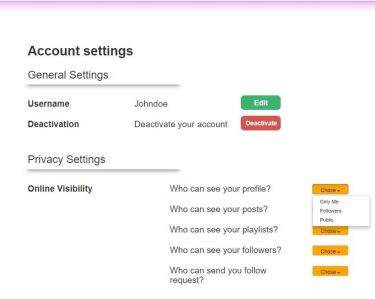 Account settings
General Settings
Username Johndoe Edit
Deactivation Deactivate your account Deactivate
Privacy Settings
Online Visibility Who can see your profile? Chose
Only Me
Followers
Public
Who can see your posts?
Who can see your playlists? Chose
Who can see your followers? Chose
Who can send you follow Chose
request?